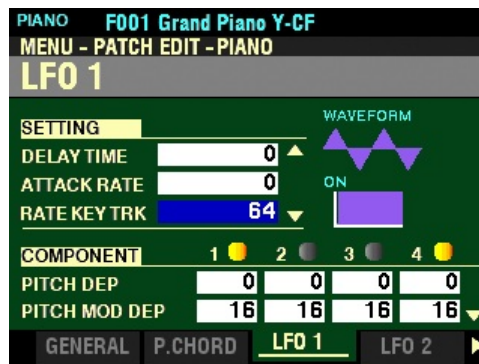 PIANO F001 Grand Piano Y-CF
MENU - PATCH EDIT - PIANO
LFO 1
WAVEFORM
SETTING
DELAY TIME 0
ATTACK RATE 0
ON
RATE KEY TRK 64
COMPONENT 1 2 3 4
PITCH DEP 0 0 0 0
PITCH MOD DEP 16 16 16 16
GENERAL P.CHORD LFO 1 LFO 2